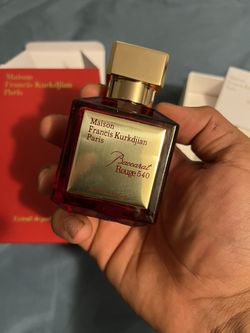 Maison
Francis Kurkdjian
Paris
Maison
Francis Kurkdjian
Paris
Baccarat
Rouge 540